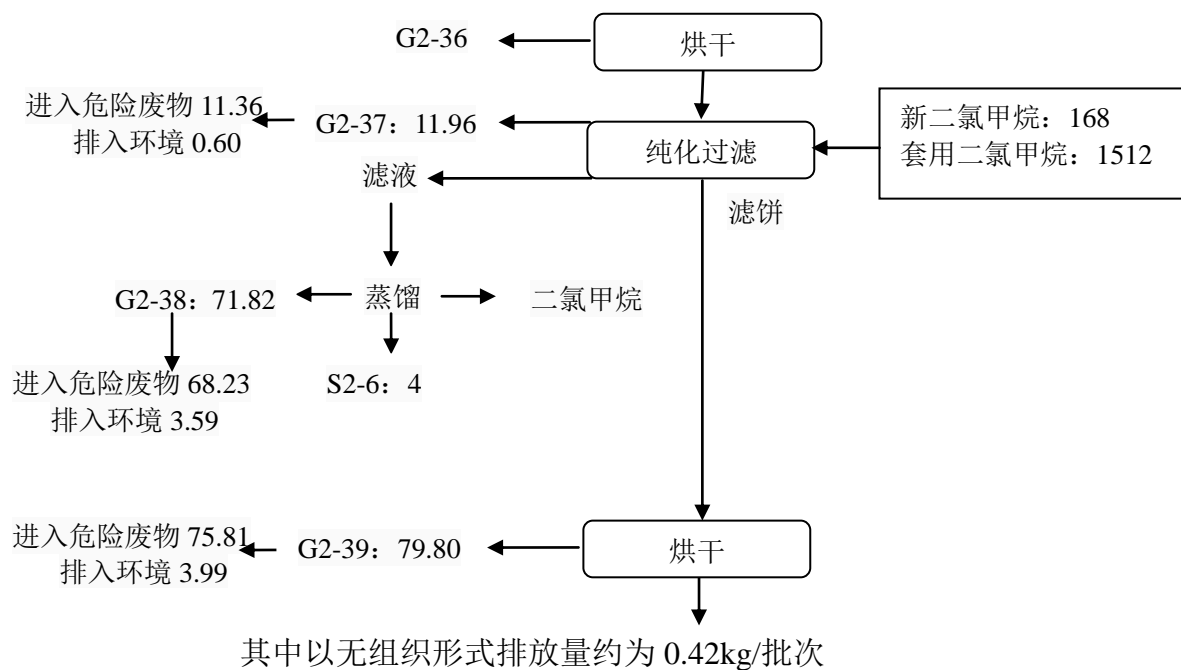 G2-36
烘干
进入危险废物 11.36
排入环境 0.60
G2-37：11.96
纯化过滤
新二氯甲烷：168
套用二氯甲烷：1512
滤液
滤饼
G2-38：71.82
蒸馏
二氯甲烷
进入危险废物 68.23
排入环境 3.59
S2-6：4
进入危险废物 75.81
排入环境 3.99
G2-39：79.80
烘干
其中以无组织形式排放量约为 0.42kg/批次